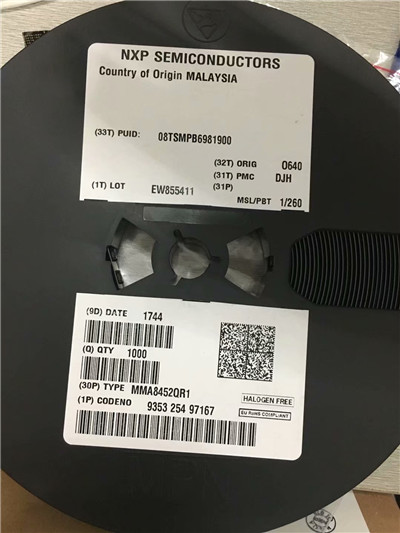 NXP SEMICONDUCTORS
Country of Origin MALAYSIA
(33T) PUID: 08TSMPB6981900
(32T) ORIG 0640
(31T) PMC DJH
(1T) LOT EW855411 (31P)
MSL/PBT 1/260
(9D) DATE 1744
(Q) QTY 1000
(30P) TYPE MMA8452QR1
(1P) CODENO 9353 254 97167
HALOGEN FREE
EU RoHS COMPLIANT